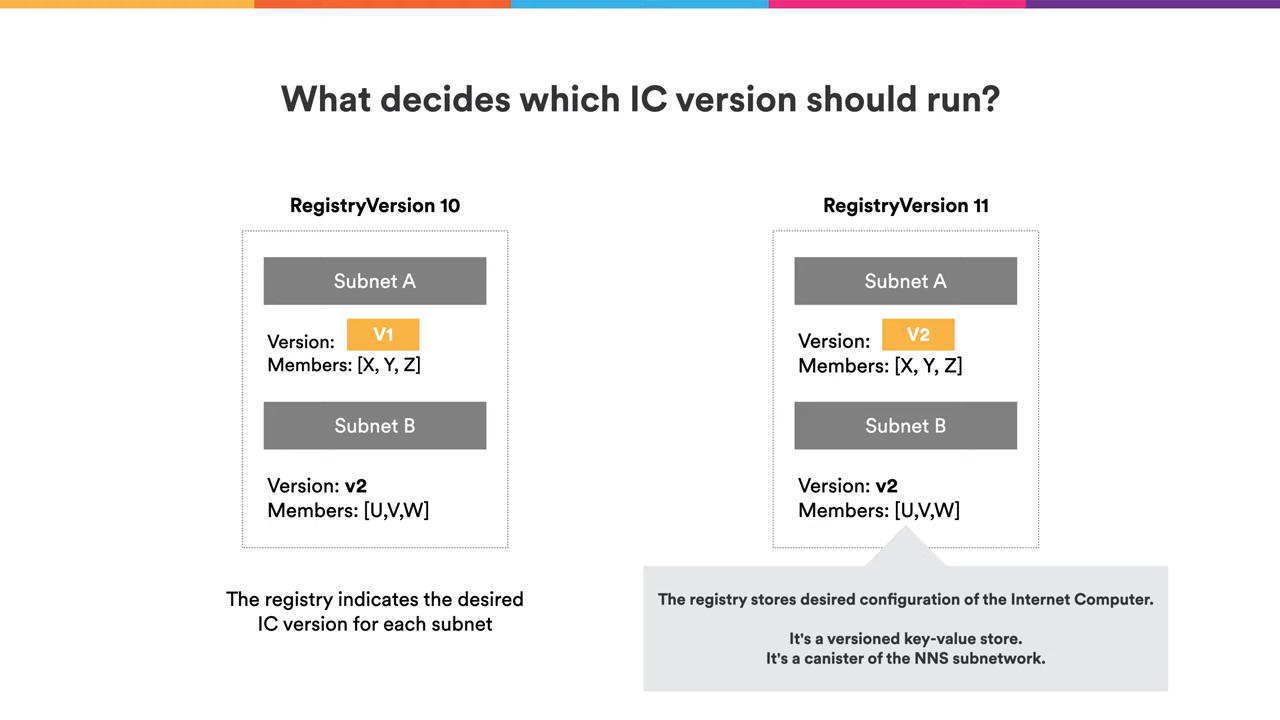 What decides which IC version should run?
RegistryVersion 10
Subnet A
Version: V1
Members: [X, Y, Z]
Subnet B
Version: v2
Members: [U,V,W]
The registry indicates the desired
IC version for each subnet
RegistryVersion 11
Subnet A
Version: V2
Members: [X, Y, Z]
Subnet B
Version: v2
Members: [U,V,W]
The registry stores desired configuration of the Internet Computer.
It's a versioned key-value store.
It's a canister of the NNS subnetwork.